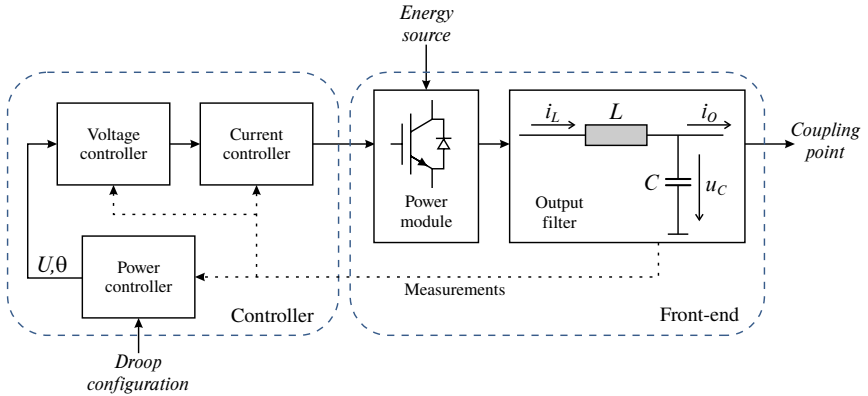 Energy
source
Voltage
controller
Current
controller
Power
module
i_L
L
i_O
C
u_C
Output
filter
Coupling
point
U,θ
Power
controller
Measurements
Controller
Front-end
Droop
configuration